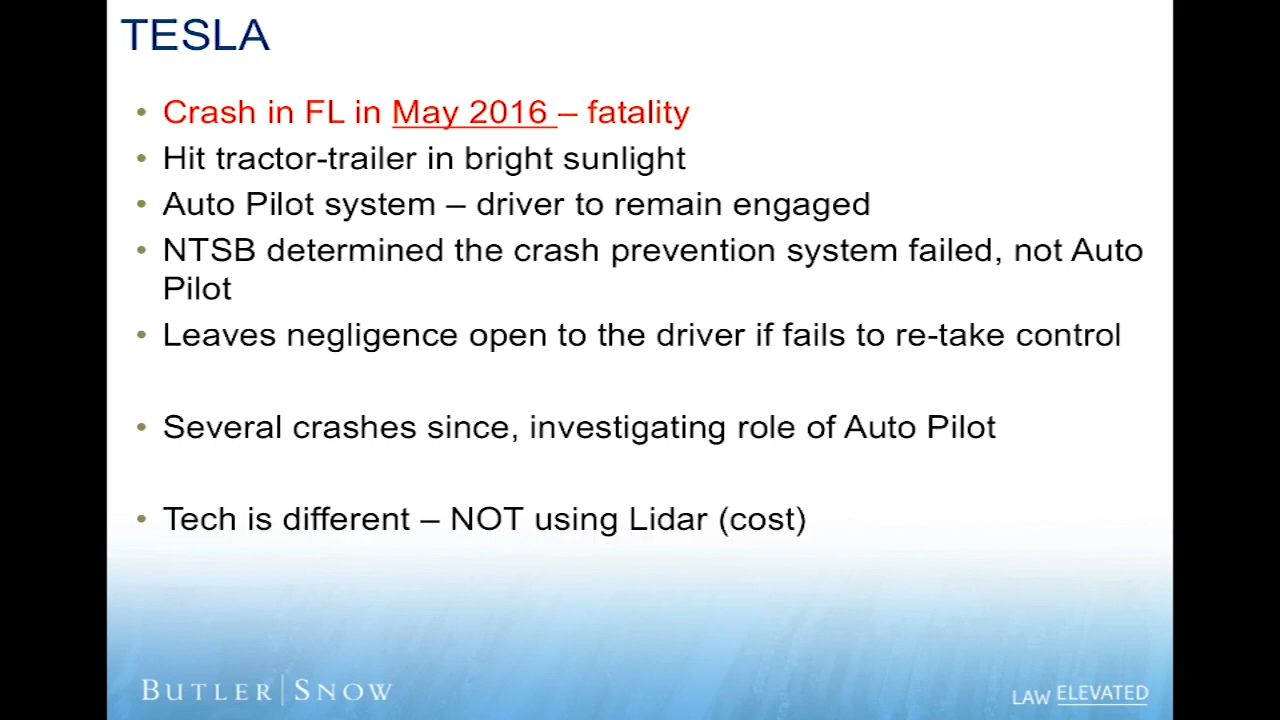 TESLA
• Crash in FL in May 2016 – fatality
• Hit tractor-trailer in bright sunlight
• Auto Pilot system – driver to remain engaged
• NTSB determined the crash prevention system failed, not Auto
Pilot
• Leaves negligence open to the driver if fails to re-take control
• Several crashes since, investigating role of Auto Pilot
• Tech is different – NOT using Lidar (cost)
BUTLER | SNOW
LAW ELEVATED